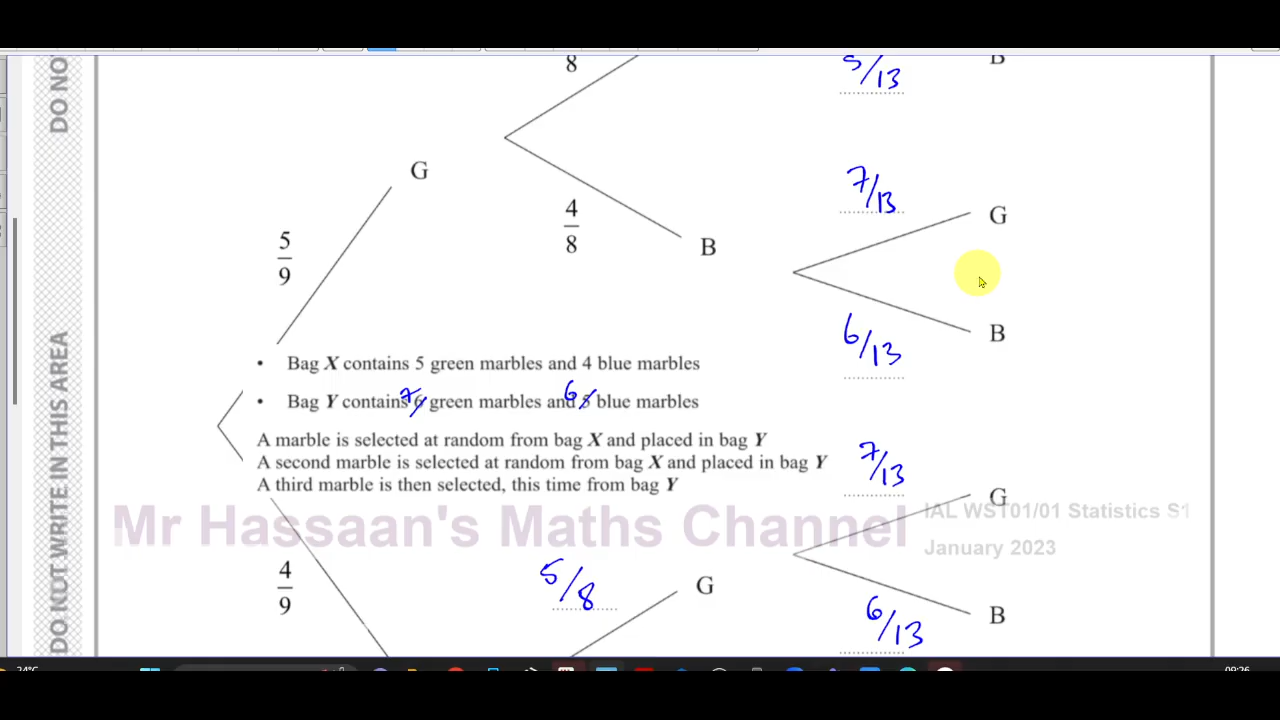 DO NO
8
5/13
B
G
7/13
G
4
8
B
5
9
6/13
B
• Bag X contains 5 green marbles and 4 blue marbles
• Bag Y contains 7 green marbles and 6 blue marbles
A marble is selected at random from bag X and placed in bag Y
A second marble is selected at random from bag X and placed in bag Y
A third marble is then selected, this time from bag Y
7/13
G
Mr Hassaan's Maths Channel
IAL WST01/01 Statistics S1
January 2023
DO NOT WRITE IN THIS AREA
4
9
5/8
G
6/13
B
24°C
09:26